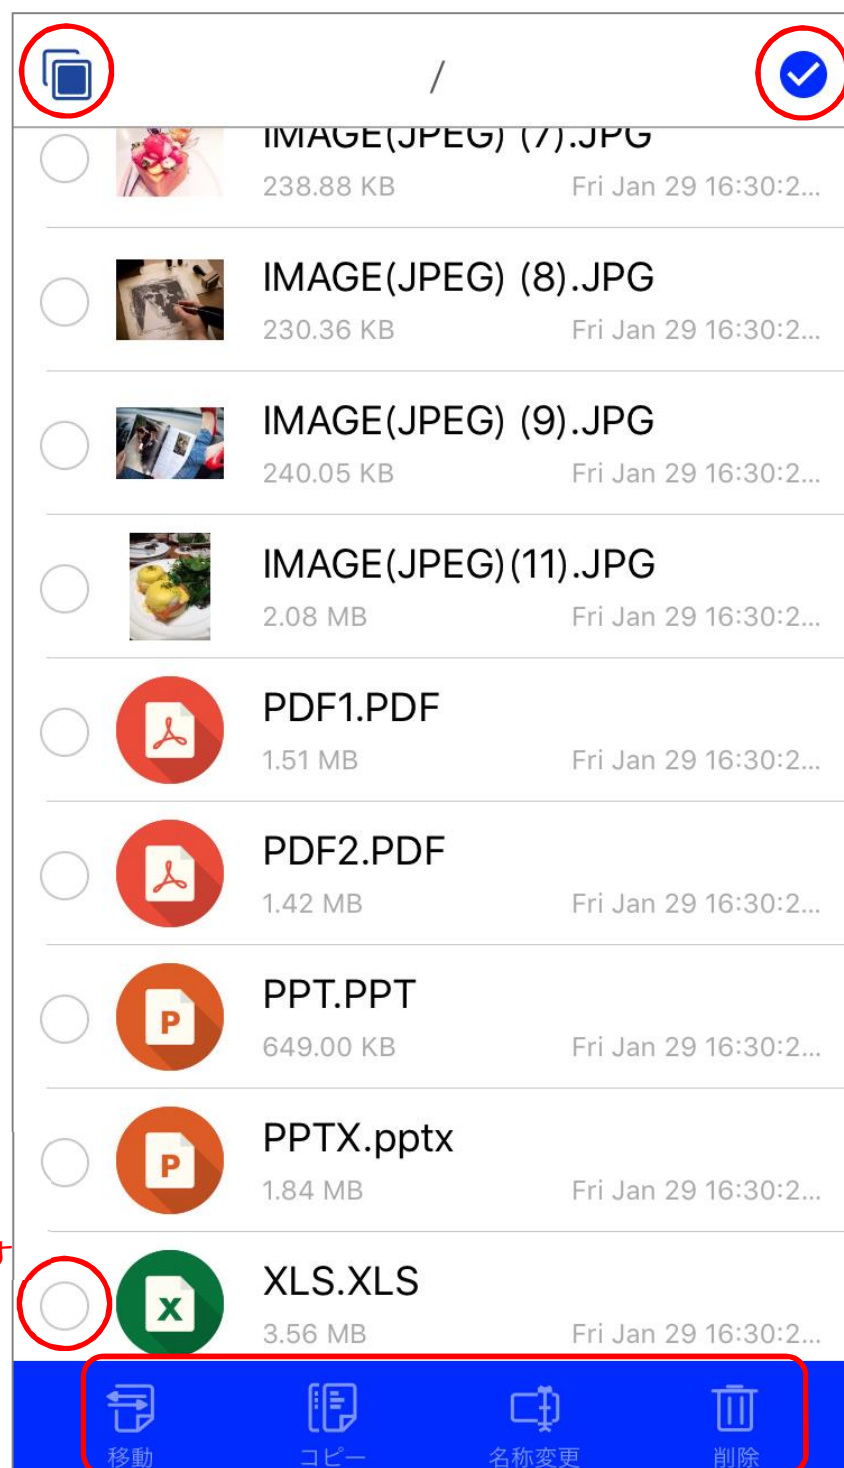 /
IMAGE(JPEG) (7).JPG
238.88 KB Fri Jan 29 16:30:2...
IMAGE(JPEG) (8).JPG
230.36 KB Fri Jan 29 16:30:2...
IMAGE(JPEG) (9).JPG
240.05 KB Fri Jan 29 16:30:2...
IMAGE(JPEG)(11).JPG
2.08 MB Fri Jan 29 16:30:2...
PDF1.PDF
1.51 MB Fri Jan 29 16:30:2...
PDF2.PDF
1.42 MB Fri Jan 29 16:30:2...
P
PPT.PPT
649.00 KB Fri Jan 29 16:30:2...
P
PPTX.pptx
1.84 MB Fri Jan 29 16:30:2...
X
XLS.XLS
3.56 MB Fri Jan 29 16:30:2...
移動 コピー 名称変更 削除